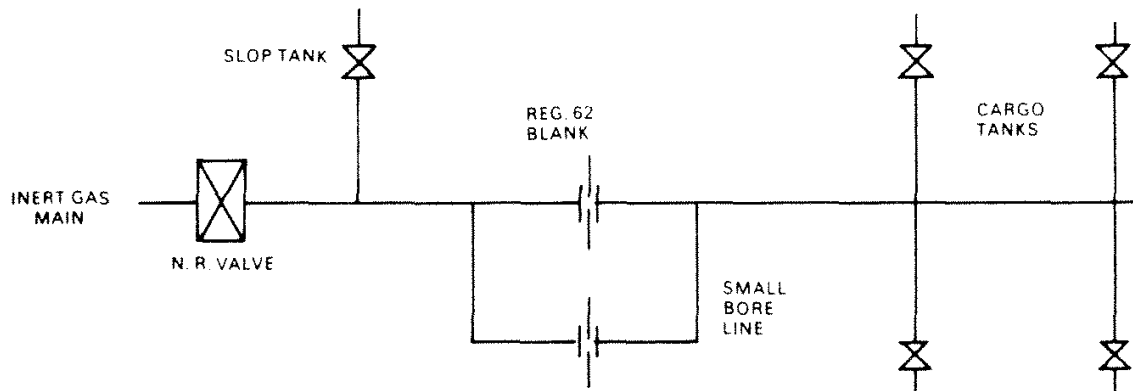 SLOP TANK
REG. 62
BLANK
CARGO
TANKS
INERT GAS
MAIN
N. R. VALVE
SMALL
BORE
LINE